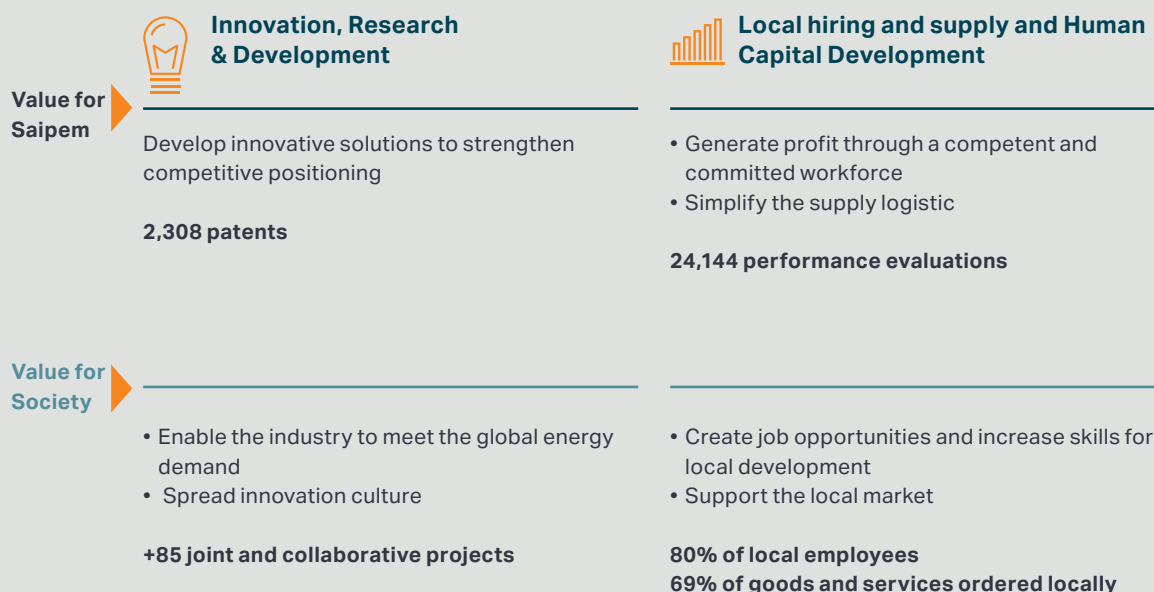 Innovation, Research
& Development
Local hiring and supply and Human
Capital Development
Value for
Saipem
Develop innovative solutions to strengthen
competitive positioning
2,308 patents
• Generate profit through a competent and
committed workforce
• Simplify the supply logistic
24,144 performance evaluations
Value for
Society
• Enable the industry to meet the global energy
demand
• Spread innovation culture
+85 joint and collaborative projects
• Create job opportunities and increase skills for
local development
• Support the local market
80% of local employees
69% of goods and services ordered locally